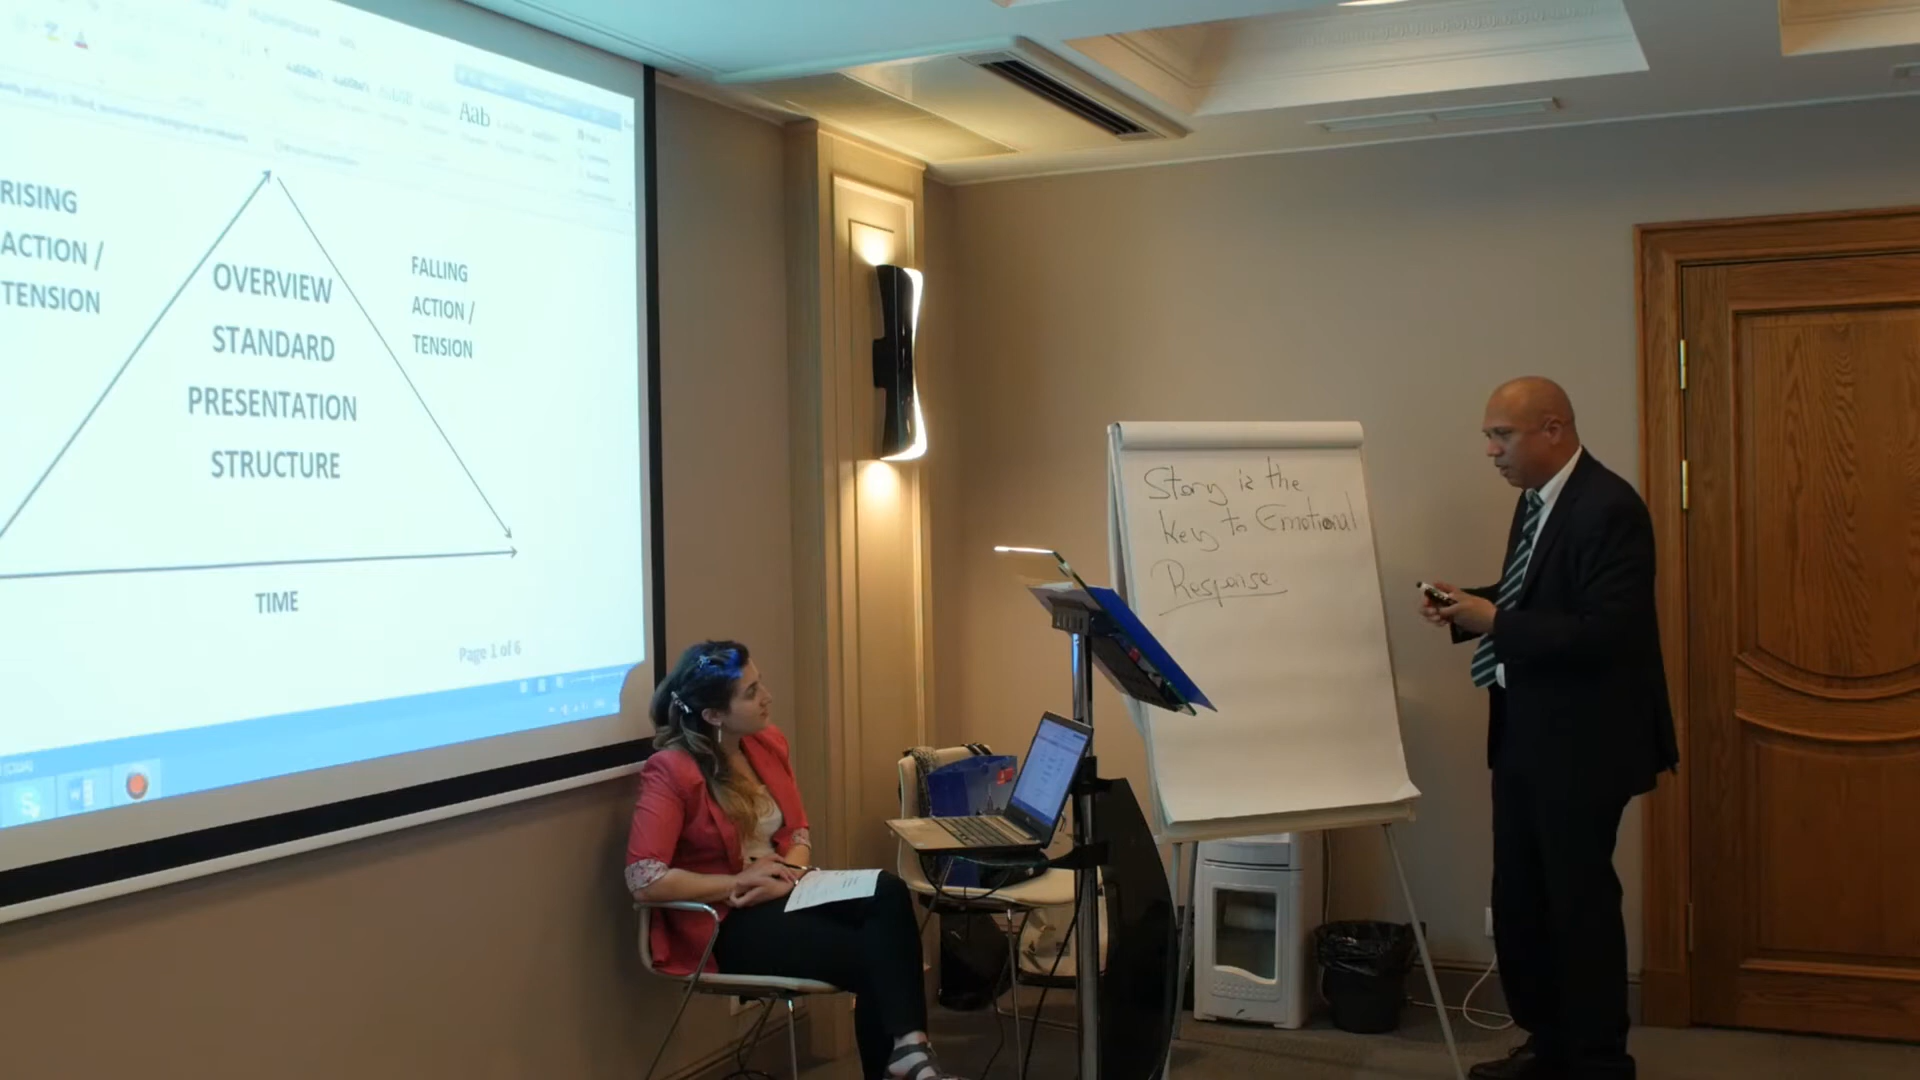 Aab
RISING
ACTION /
TENSION
OVERVIEW
STANDARD
PRESENTATION
STRUCTURE
FALLING
ACTION /
TENSION
TIME
Page 1 of 6
Story is the
Key to Emotional
Response